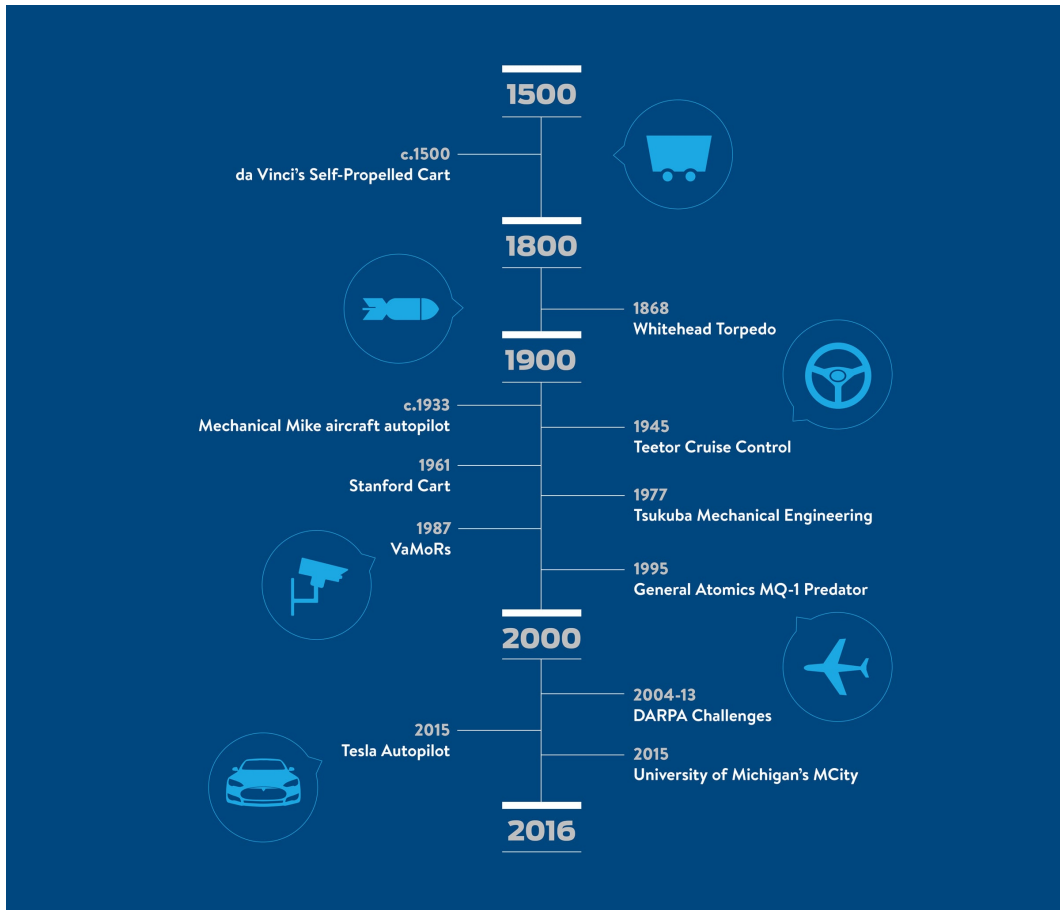 1500
c.1500
da Vinci's Self-Propelled Cart
1800
1868
Whitehead Torpedo
1900
c.1933
Mechanical Mike aircraft autopilot
1945
Teetor Cruise Control
1961
Stanford Cart
1977
Tsukuba Mechanical Engineering
1987
VaMoRs
1995
General Atomics MQ-1 Predator
2000
2004-13
DARPA Challenges
2015
Tesla Autopilot
2015
University of Michigan's MCity
2016